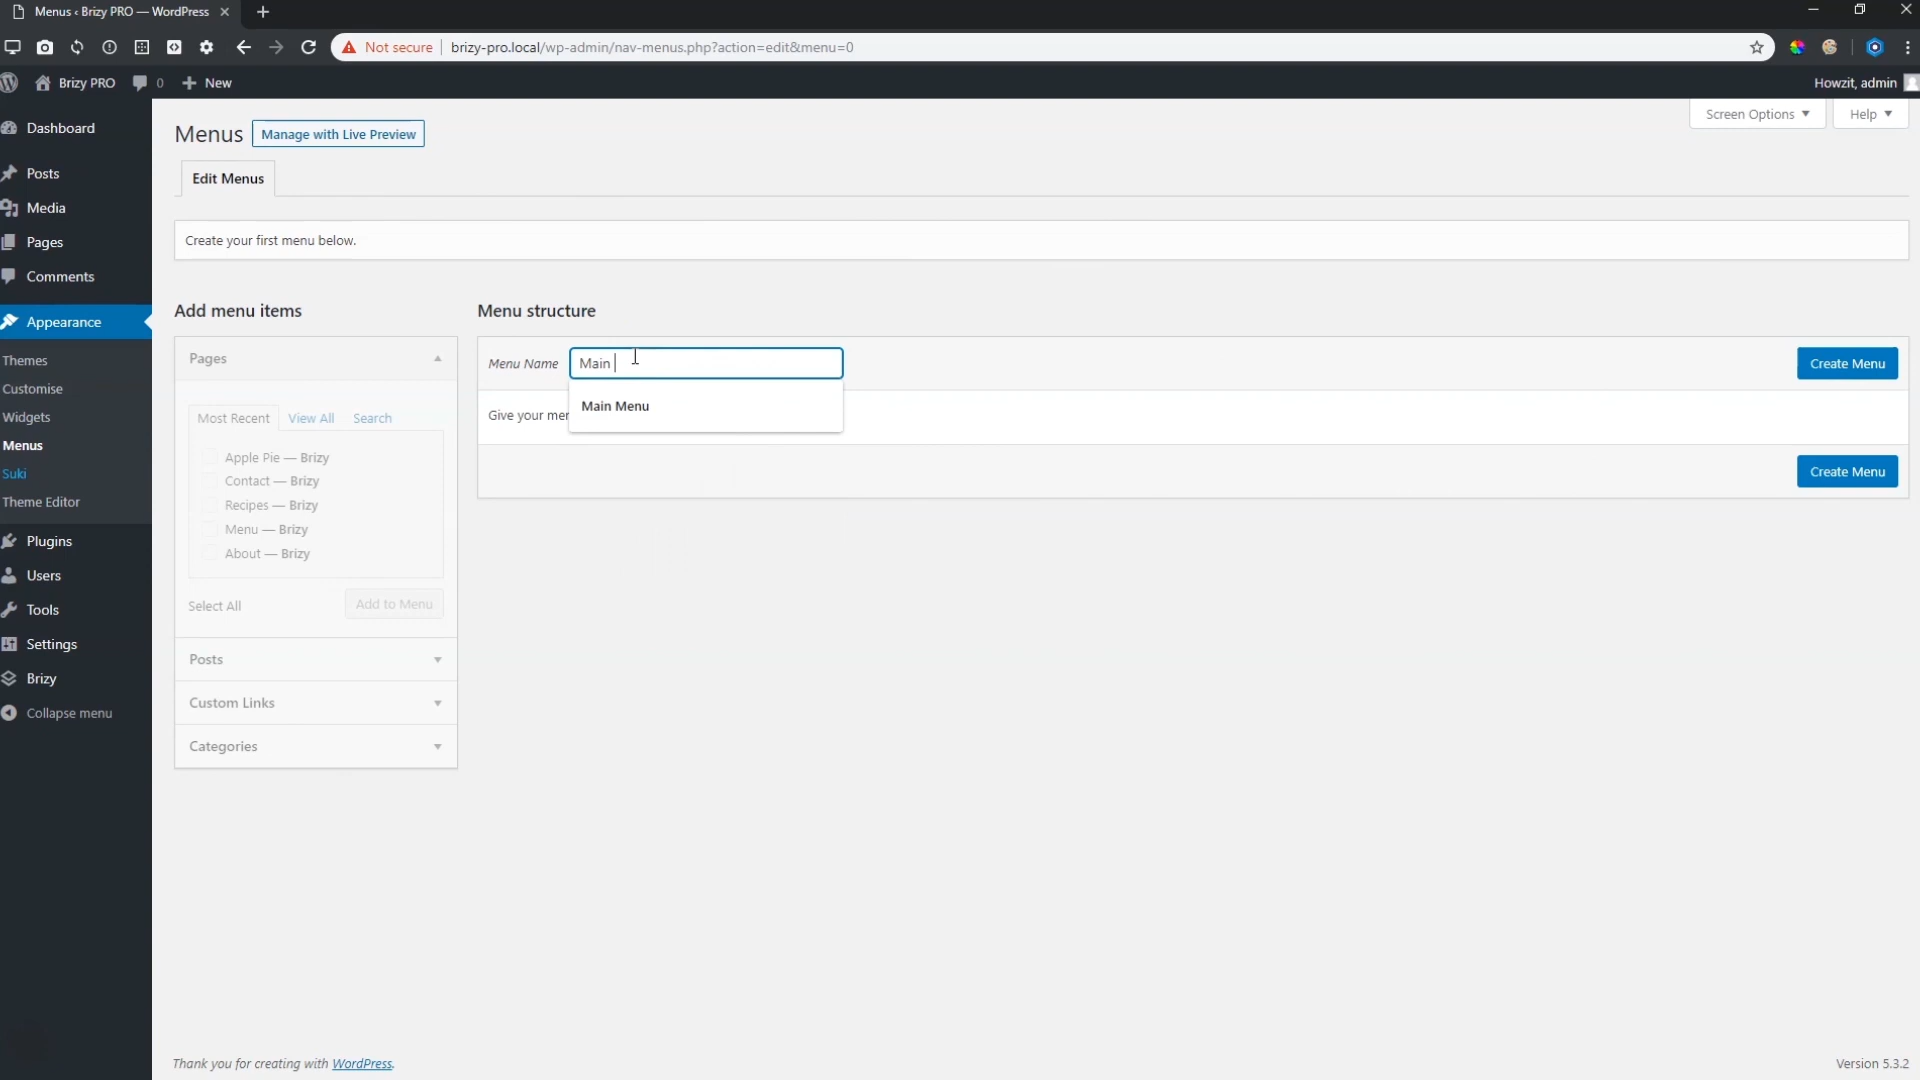 Menus ‹ Brizy PRO — WordPress
Not secure
brizy-pro.local/wp-admin/nav-menus.php?action=edit&menu=0
Brizy PRO
0
New
Howzit, admin
Screen Options
Help
Menus
Manage with Live Preview
Edit Menus
Create your first menu below.
Dashboard
Posts
Media
Pages
Comments
Appearance
Themes
Customise
Widgets
Menus
Suki
Theme Editor
Plugins
Users
Tools
Settings
Brizy
Collapse menu
Add menu items
Pages
Most Recent
View All
Search
Apple Pie — Brizy
Contact — Brizy
Recipes — Brizy
Menu — Brizy
About — Brizy
Select All
Add to Menu
Posts
Custom Links
Categories
Menu structure
Menu Name
Main
Create Menu
Main Menu
Give your
Create Menu
Thank you for creating with WordPress.
Version 5.3.2